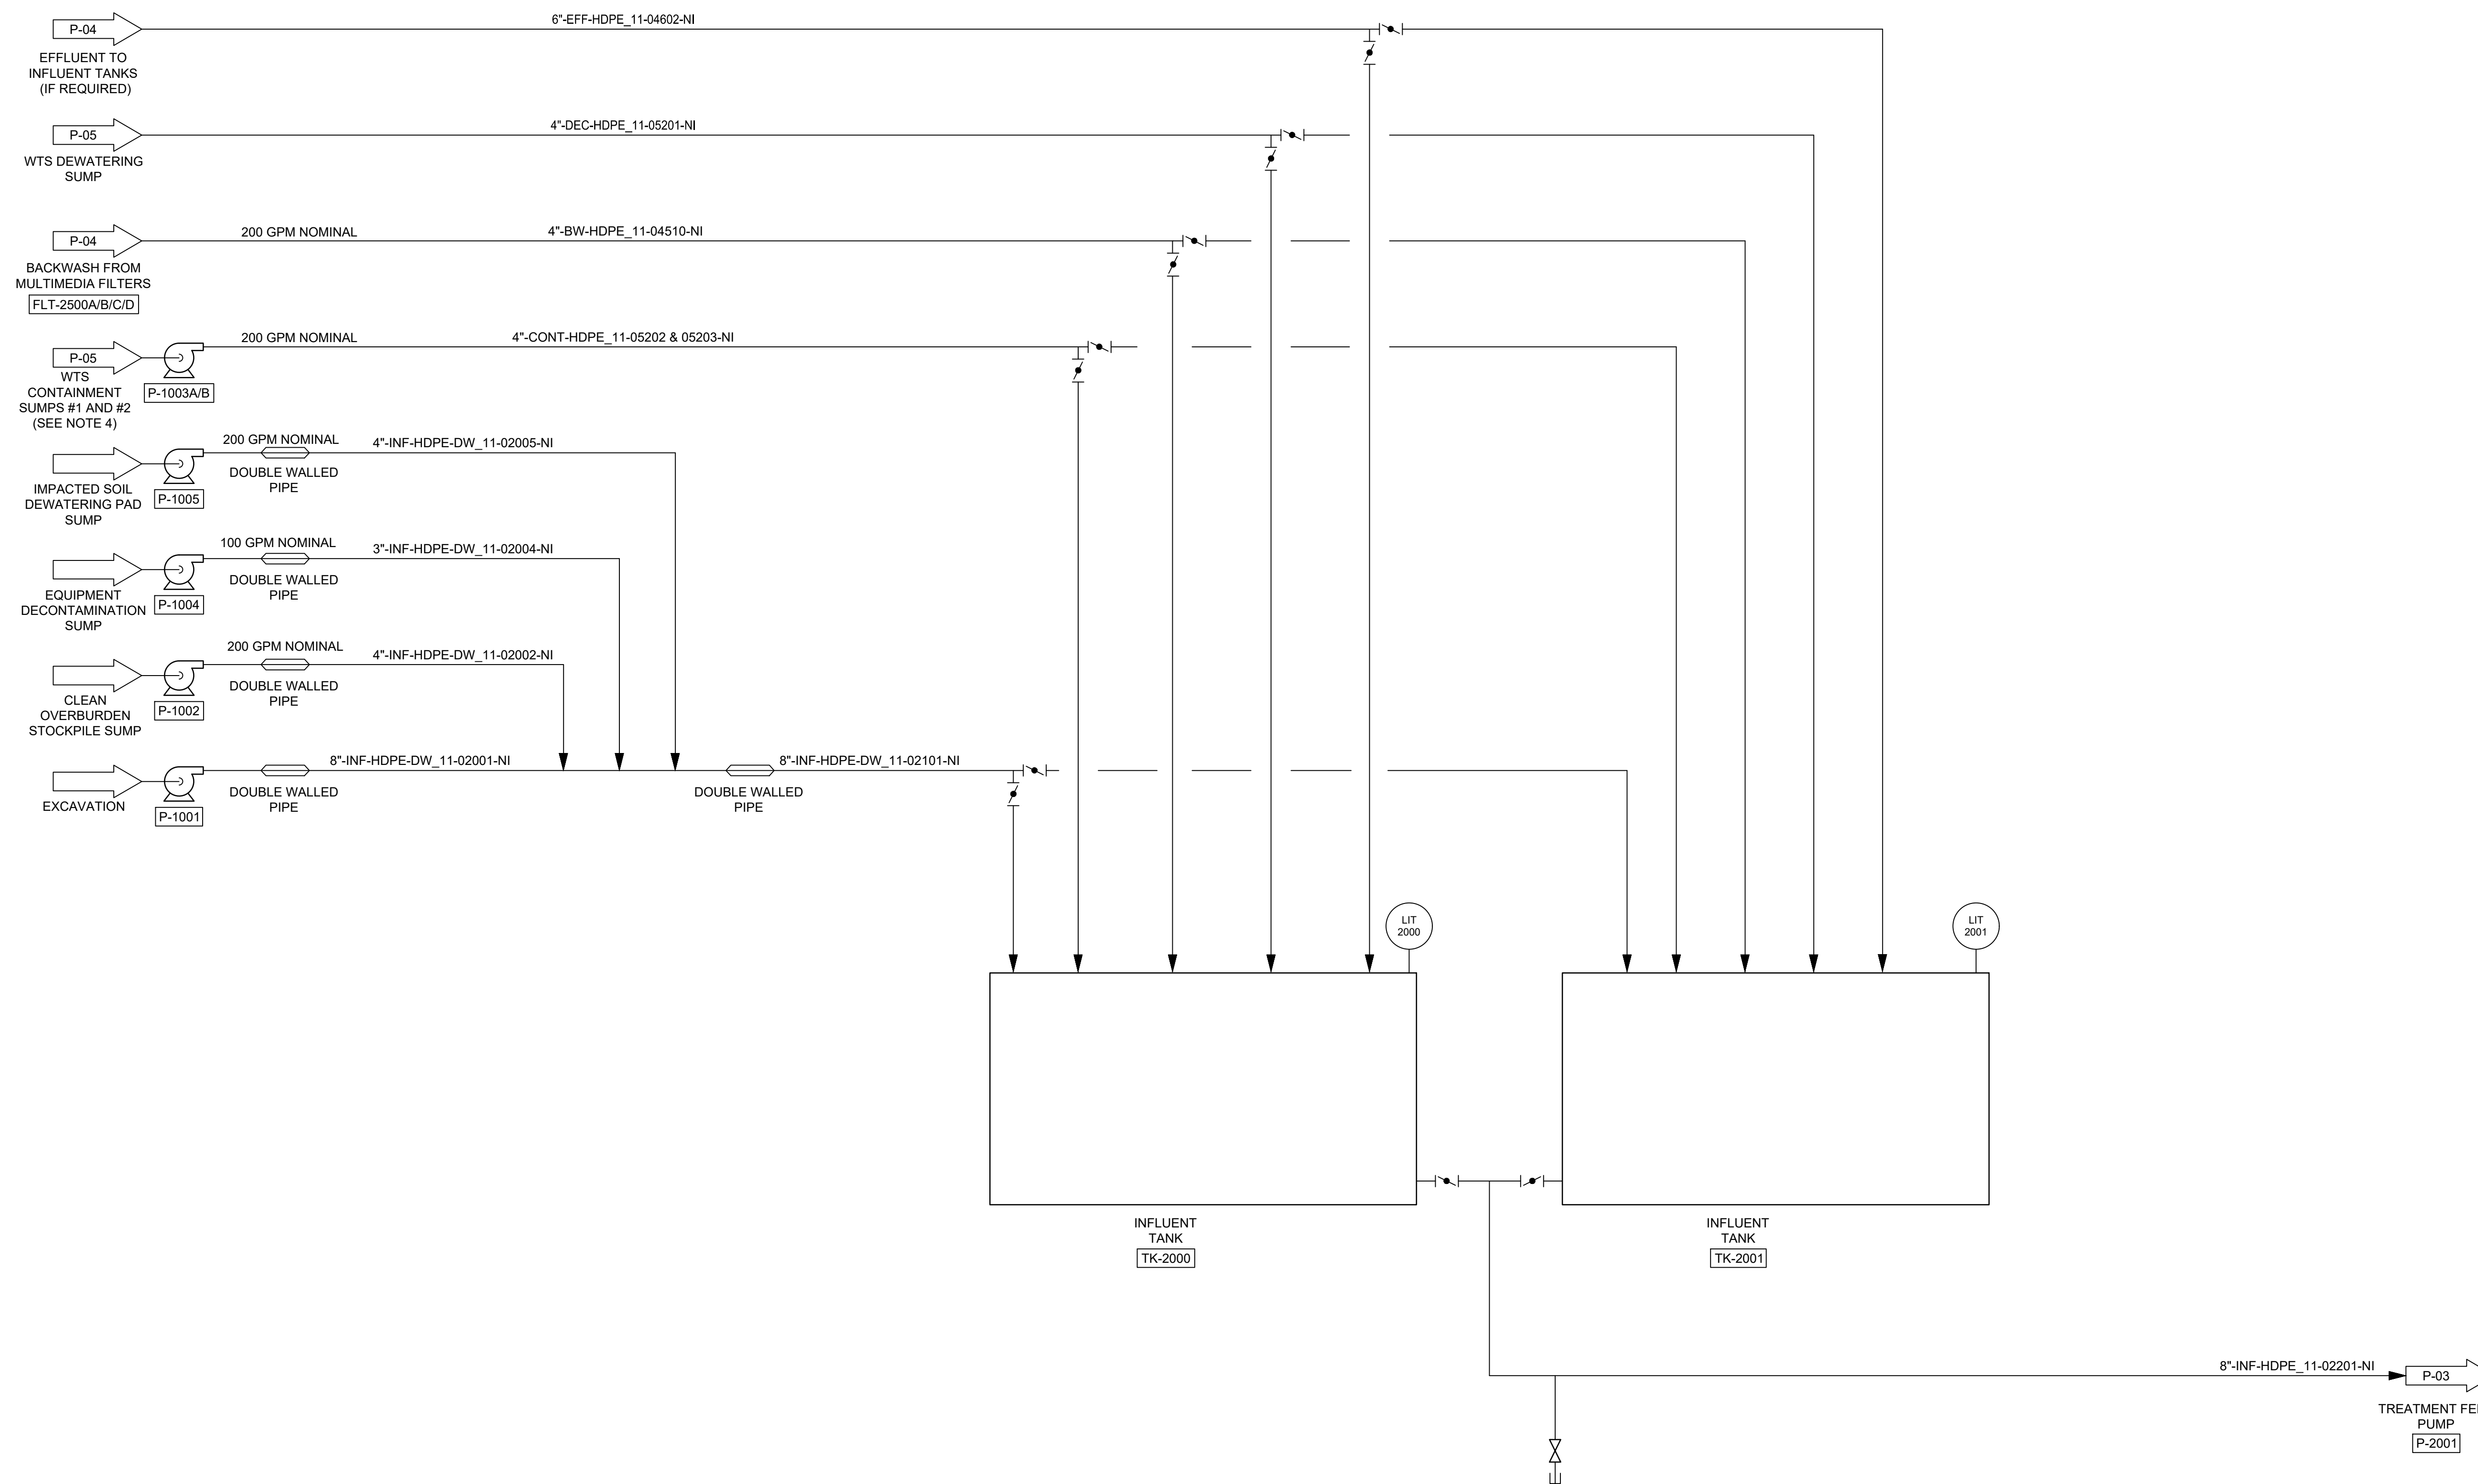 6"-EFF-HDPE_11-04602-NI
P-04
EFFLUENT TO
INFLUENT TANKS
(IF REQUIRED)
4"-DEC-HDPE_11-05201-NI
P-05
WTS DEWATERING
SUMP
200 GPM NOMINAL
4"-BW-HDPE_11-04510-NI
P-04
BACKWASH FROM
MULTIMEDIA FILTERS
FLT-2500A/B/C/D
200 GPM NOMINAL
4"-CONT-HDPE_11-05202 & 05203-NI
P-05
WTS
CONTAINMENT
SUMPS #1 AND #2
(SEE NOTE 4)
P-1003A/B
200 GPM NOMINAL
4"-INF-HDPE-DW_11-02005-NI
DOUBLE WALLED
PIPE
IMPACTED SOIL
DEWATERING PAD
SUMP
P-1005
100 GPM NOMINAL
3"-INF-HDPE-DW_11-02004-NI
DOUBLE WALLED
PIPE
EQUIPMENT
DECONTAMINATION
SUMP
P-1004
200 GPM NOMINAL
4"-INF-HDPE-DW_11-02002-NI
DOUBLE WALLED
PIPE
CLEAN
OVERBURDEN
STOCKPILE SUMP
P-1002
8"-INF-HDPE-DW_11-02001-NI
8"-INF-HDPE-DW_11-02101-NI
DOUBLE WALLED
PIPE
DOUBLE WALLED
PIPE
EXCAVATION
P-1001
LIT
2000
LIT
2001
INFLUENT
TANK
TK-2000
INFLUENT
TANK
TK-2001
8"-INF-HDPE_11-02201-NI
P-03
TREATMENT
PUMP
P-2001